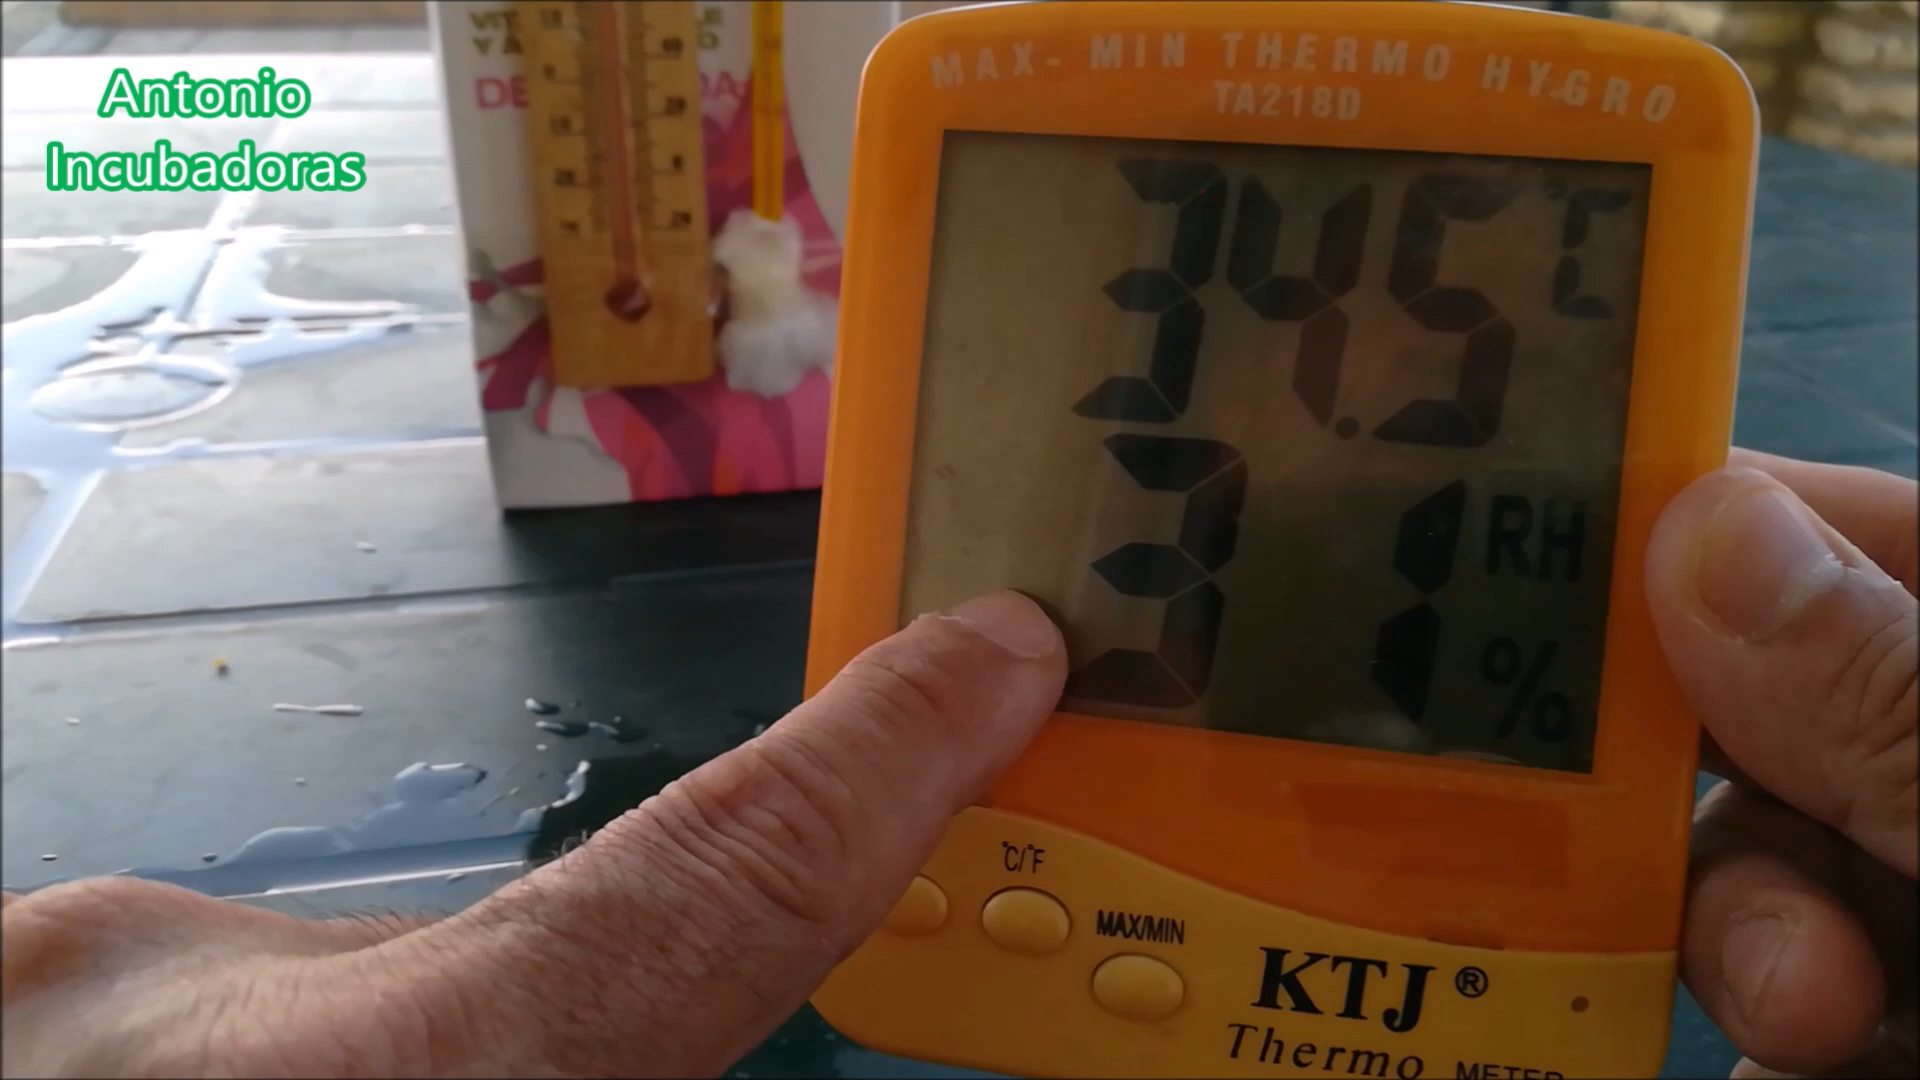 Antonio
Incubadoras
MAX- MIN THERMO HYGRO
TA218D
34.5 °C
31 RH
%
°C/°F
MAX/MIN
KTJ®
Thermo METER